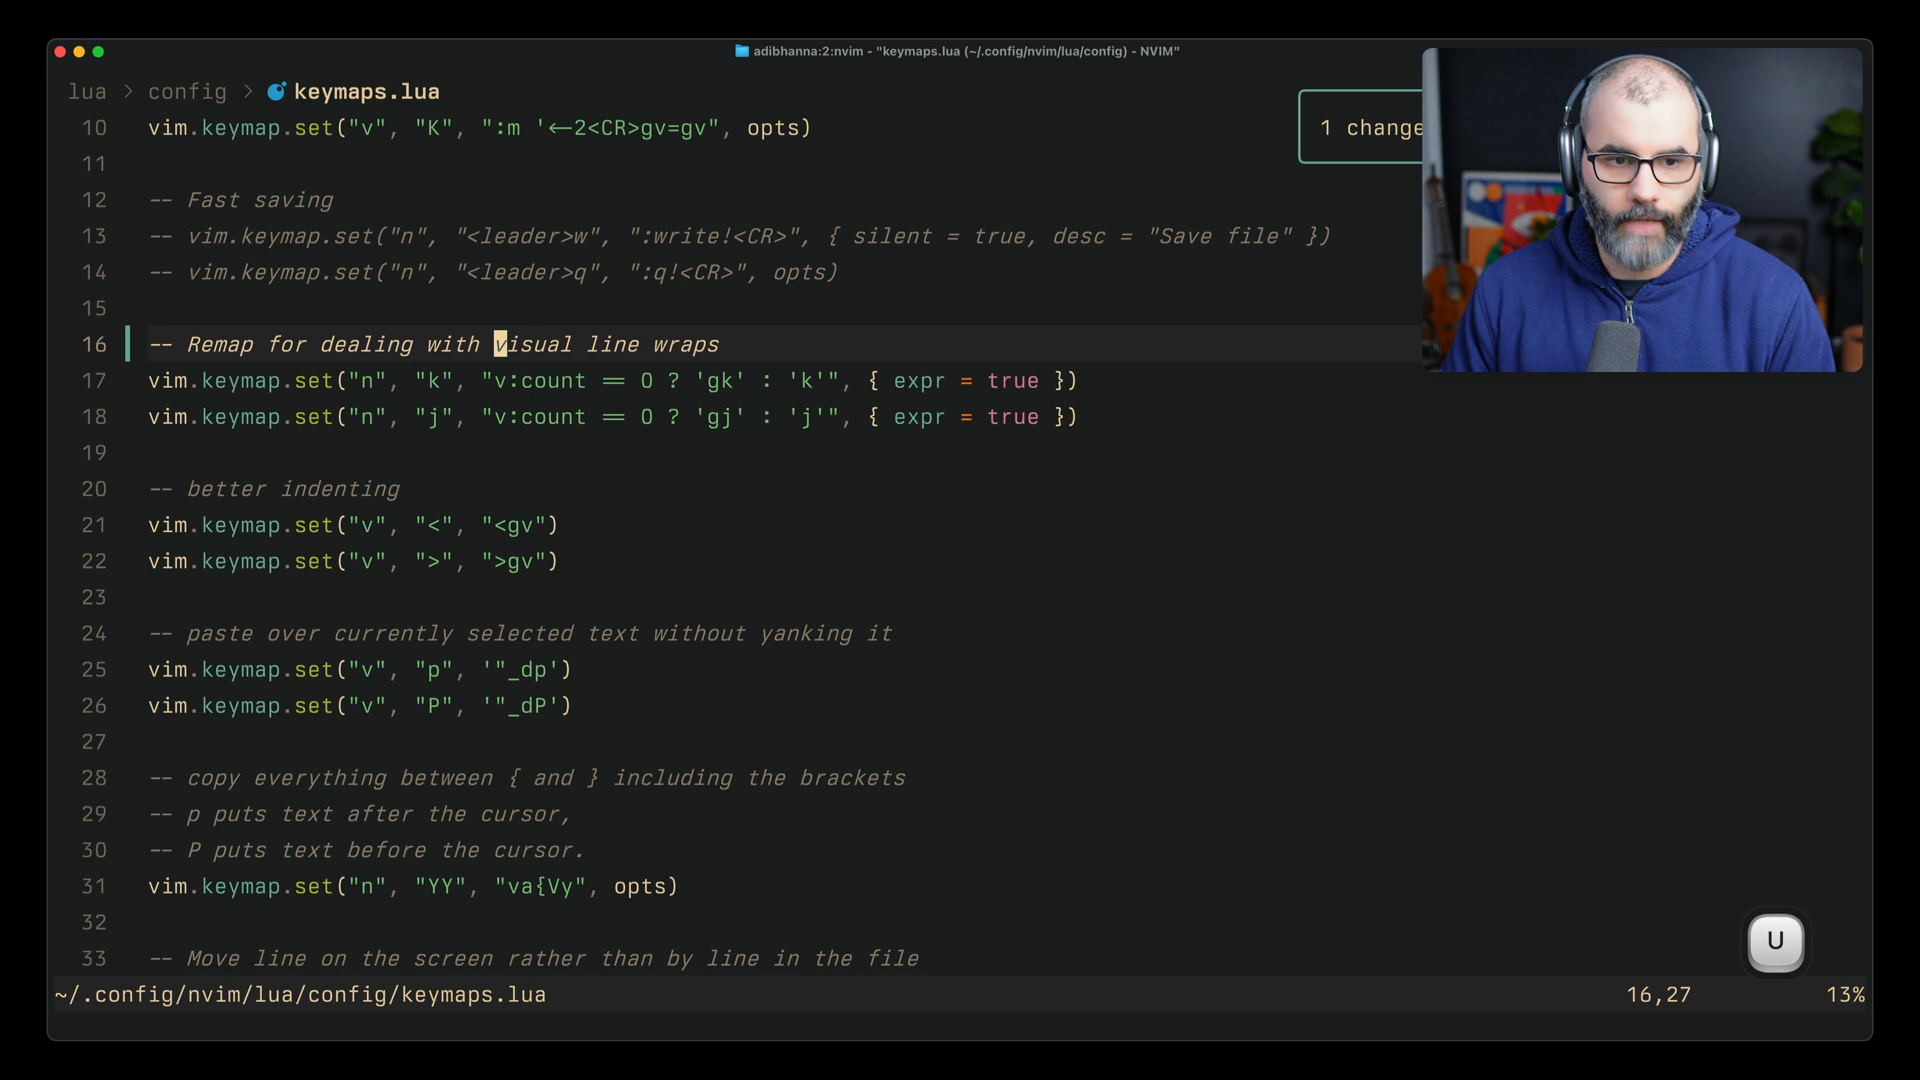 adibhanna:2:nvim - "keymaps.lua (~/.config/nvim/lua/config) - NVIM"
lua > config > keymaps.lua
1 change
10 vim.keymap.set("v", "K", ":m '<-2<CR>gv=gv", opts)
11
12 -- Fast saving
13 -- vim.keymap.set("n", "<leader>w", ":write!<CR>", { silent = true, desc = "Save file" })
14 -- vim.keymap.set("n", "<leader>q", ":q!<CR>", opts)
15
16 -- Remap for dealing with visual line wraps
17 vim.keymap.set("n", "k", "v:count == 0 ? 'gk' : 'k'", { expr = true })
18 vim.keymap.set("n", "j", "v:count == 0 ? 'gj' : 'j'", { expr = true })
19
20 -- better indenting
21 vim.keymap.set("v", "<", "<gv")
22 vim.keymap.set("v", ">", ">gv")
23
24 -- paste over currently selected text without yanking it
25 vim.keymap.set("v", "p", '"_dp')
26 vim.keymap.set("v", "P", '"_dP')
27
28 -- copy everything between { and } including the brackets
29 -- p puts text after the cursor,
30 -- P puts text before the cursor.
31 vim.keymap.set("n", "YY", "va{Vy", opts)
32
33 -- Move line on the screen rather than by line in the file
U
~/.config/nvim/lua/config/keymaps.lua 16,27 13%